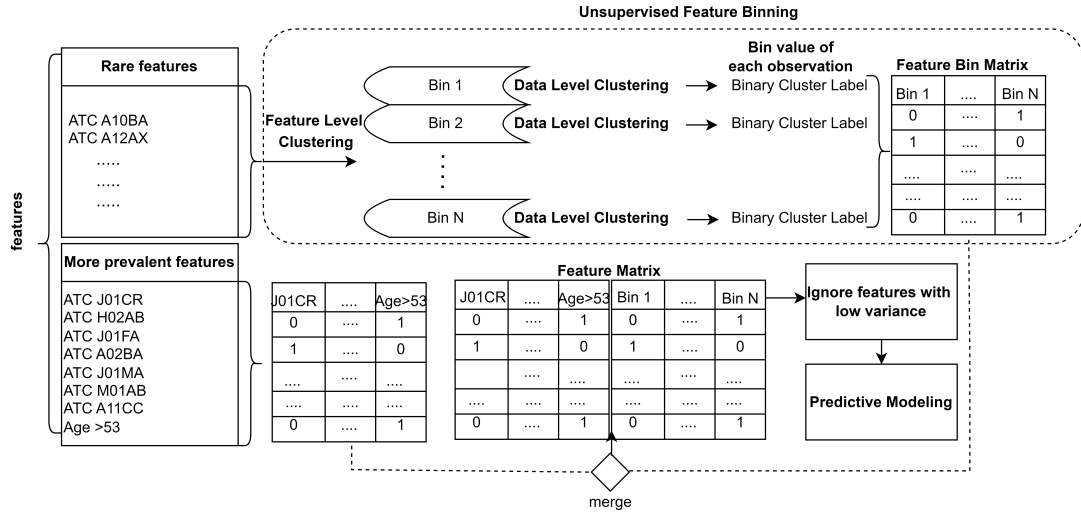 Unsupervised Feature Binning
features
Rare features
ATC A10BA
ATC A12AX
.....
.....
.....
Feature Level
Clustering
Bin 1
Data Level Clustering
Bin 2
Data Level Clustering
Bin N
Data Level Clustering
Bin value of
each observation
Binary Cluster Label
Binary Cluster Label
Binary Cluster Label
Feature Bin Matrix
Bin 1 .... Bin N
0 .... 1
1 .... 0
.... .... ....
.... .... ....
0 .... 1
More prevalent features
ATC J01CR
ATC H02AB
ATC J01FA
ATC A02BA
ATC J01MA
ATC M01AB
ATC A11CC
Age >53
J01CR .... Age>53
0 .... 1
1 .... 0
.... .... ....
.... .... ....
0 .... 1
Feature Matrix
J01CR .... Age>53 Bin 1 .... Bin N
0 .... 1 0 .... 1
1 .... 0 1 .... 0
.... .... .... .... ....
.... .... .... .... .... ....
0 .... 1 0 .... 1
merge
Ignore features with
low variance
Predictive Modeling